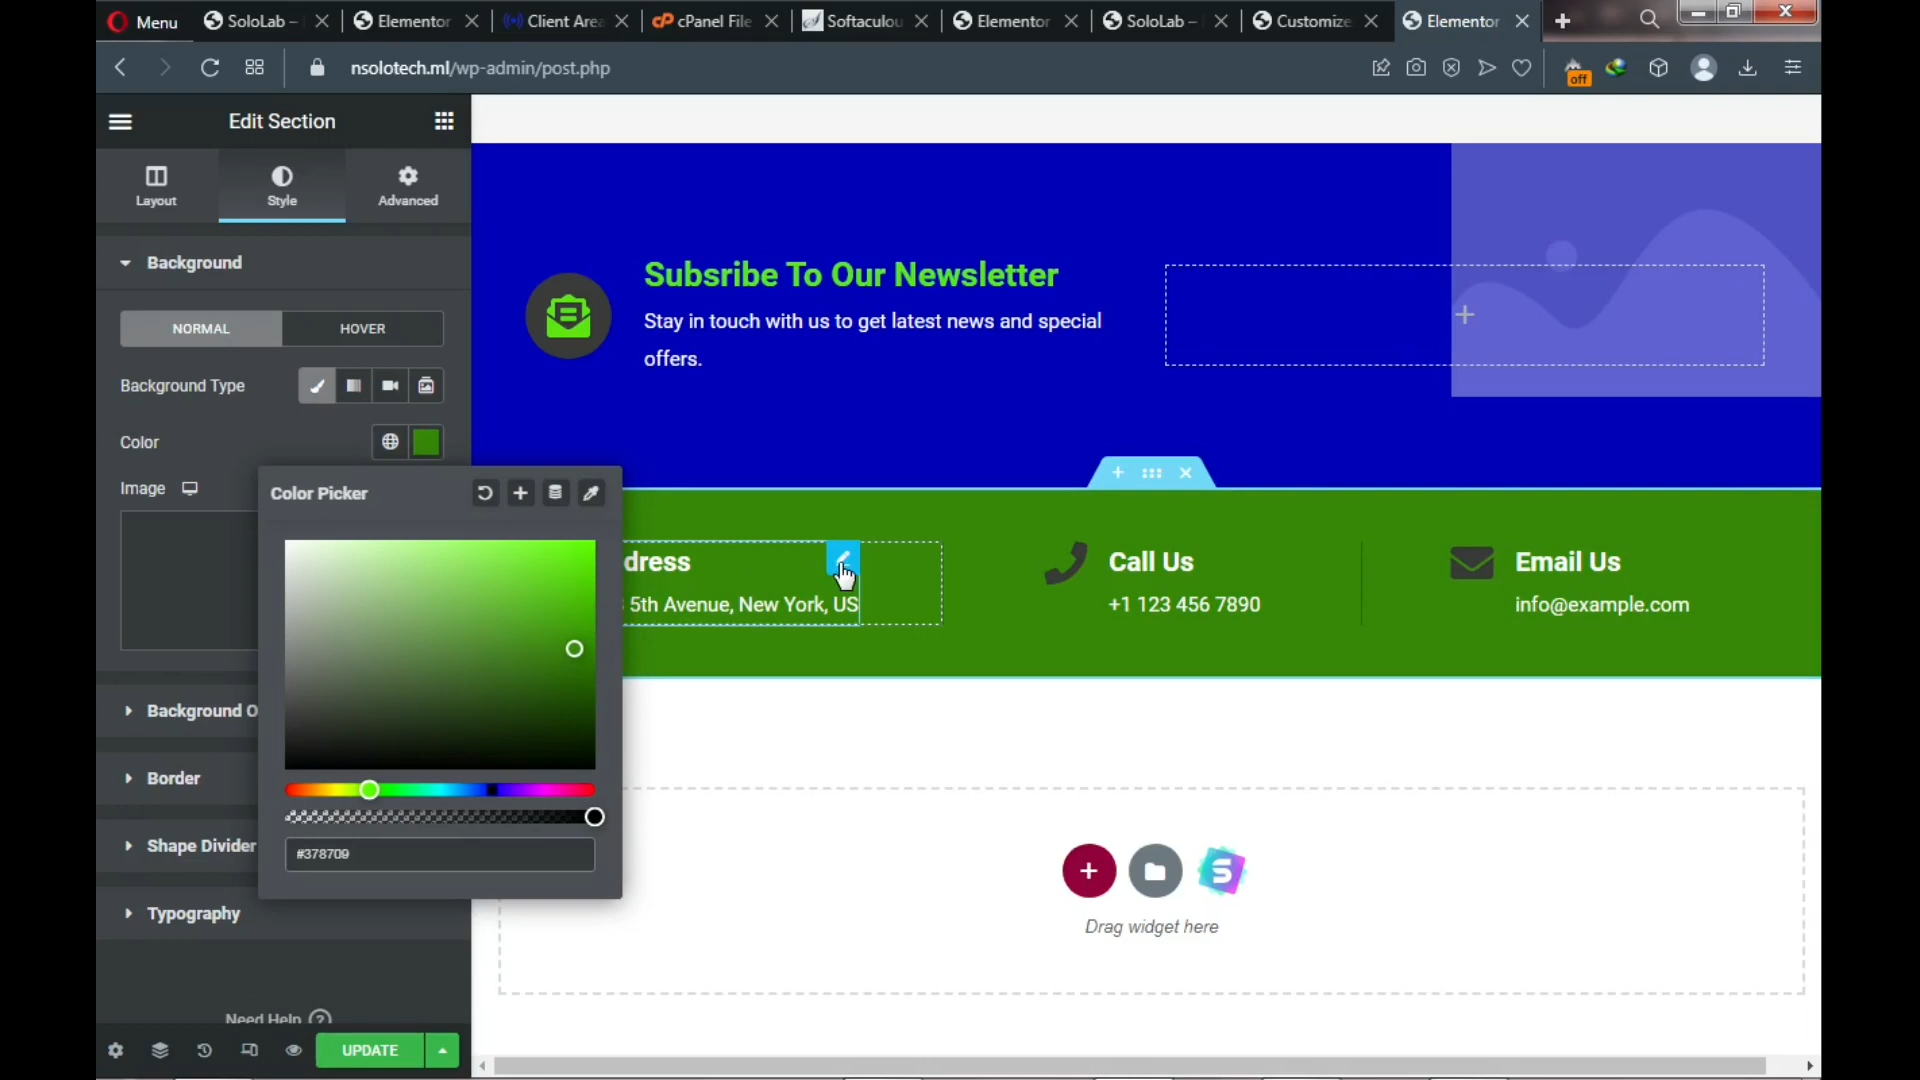 Menu
SoloLab –
Elementor
Client Area
cPanel File
Softaculou
Elementor
SoloLab –
Customize
Elementor
nsolotech.ml/wp-admin/post.php
off
Edit Section
Layout
Style
Advanced
Background
NORMAL
HOVER
Background Type
Color
Image
Color Picker
#378709
Background O
Border
Shape Divider
Typography
Need Help
UPDATE
Subsribe To Our Newsletter
Stay in touch with us to get latest news and special
offers.
dress
5th Avenue, New York, US
Call Us
+1 123 456 7890
Email Us
info@example.com
S
Drag widget here